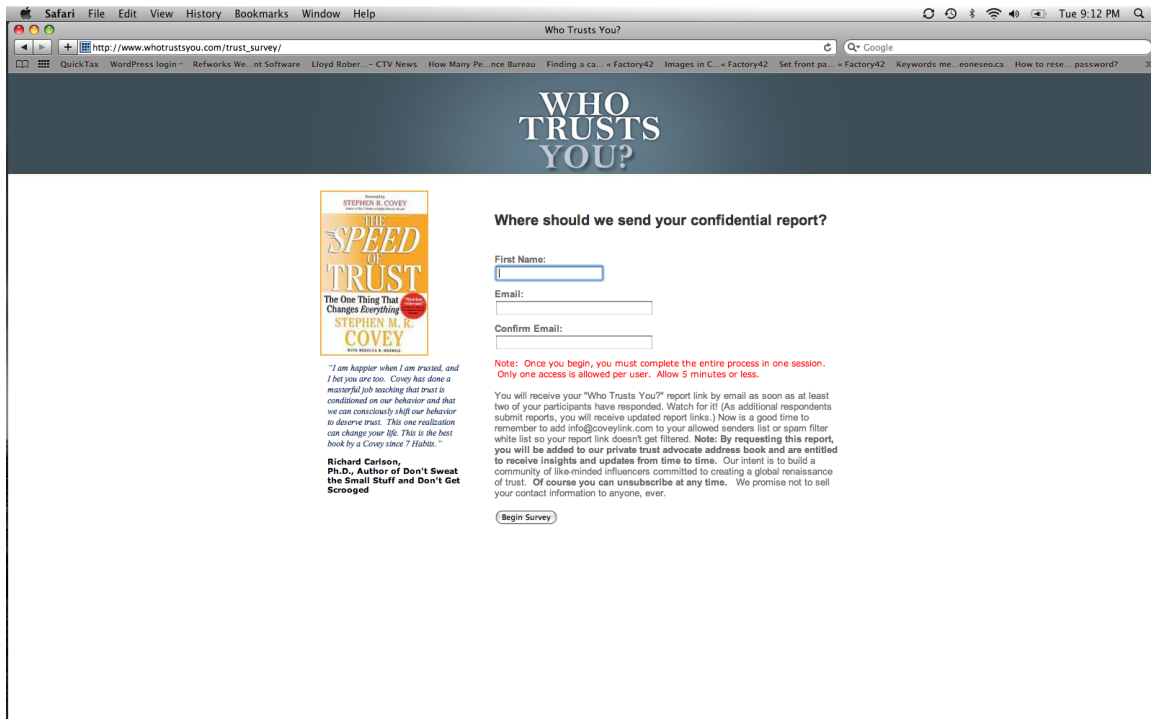 Safari File Edit View History Bookmarks Window Help Tue 9:12 PM
Who Trusts You?
http://www.whotrustsyou.com/trust_survey/ Google
QuickTax WordPress login Refworks We...nt Software Lloyd Rober...- CTV News How Many Pe...nce Bureau Finding a ca... « Factory42 Images in C...« Factory42 Set front pa... « Factory42 Keywords me...eoneseo.ca How to rese... password?
WHO
TRUSTS
YOU?
Foreword by
STEPHEN R. COVEY
THE
SPEED
OF
TRUST
The One Thing That
Changes Everything
STEPHEN M. R.
COVEY
WITH REBECCA R. MERRILL
"I am happier when I am trusted, and
I bet you are too. Covey has done a
masterful job teaching that trust is
conditioned on our behavior and that
we can consciously shift our behavior
to deserve trust. This one realization
can change your life. This is the best
book by a Covey since 7 Habits."
Richard Carlson,
Ph.D., Author of Don't Sweat
the Small Stuff and Don't Get
Scrooged
Where should we send your confidential report?
First Name:
Email:
Confirm Email:
Note: Once you begin, you must complete the entire process in one session.
Only one access is allowed per user. Allow 5 minutes or less.
You will receive your "Who Trusts You?" report link by email as soon as at least
two of your participants have responded. Watch for it! (As additional respondents
submit reports, you will receive updated report links.) Now is a good time to
remember to add info@coveylink.com to your allowed senders list or spam filter
white list so your report link doesn't get filtered. Note: By requesting this report,
you will be added to our private trust advocate address book and are entitled
to receive insights and updates from time to time. Our intent is to build a
community of like-minded influencers committed to creating a global renaissance
of trust. Of course you can unsubscribe at any time. We promise not to sell
your contact information to anyone, ever.
Begin Survey